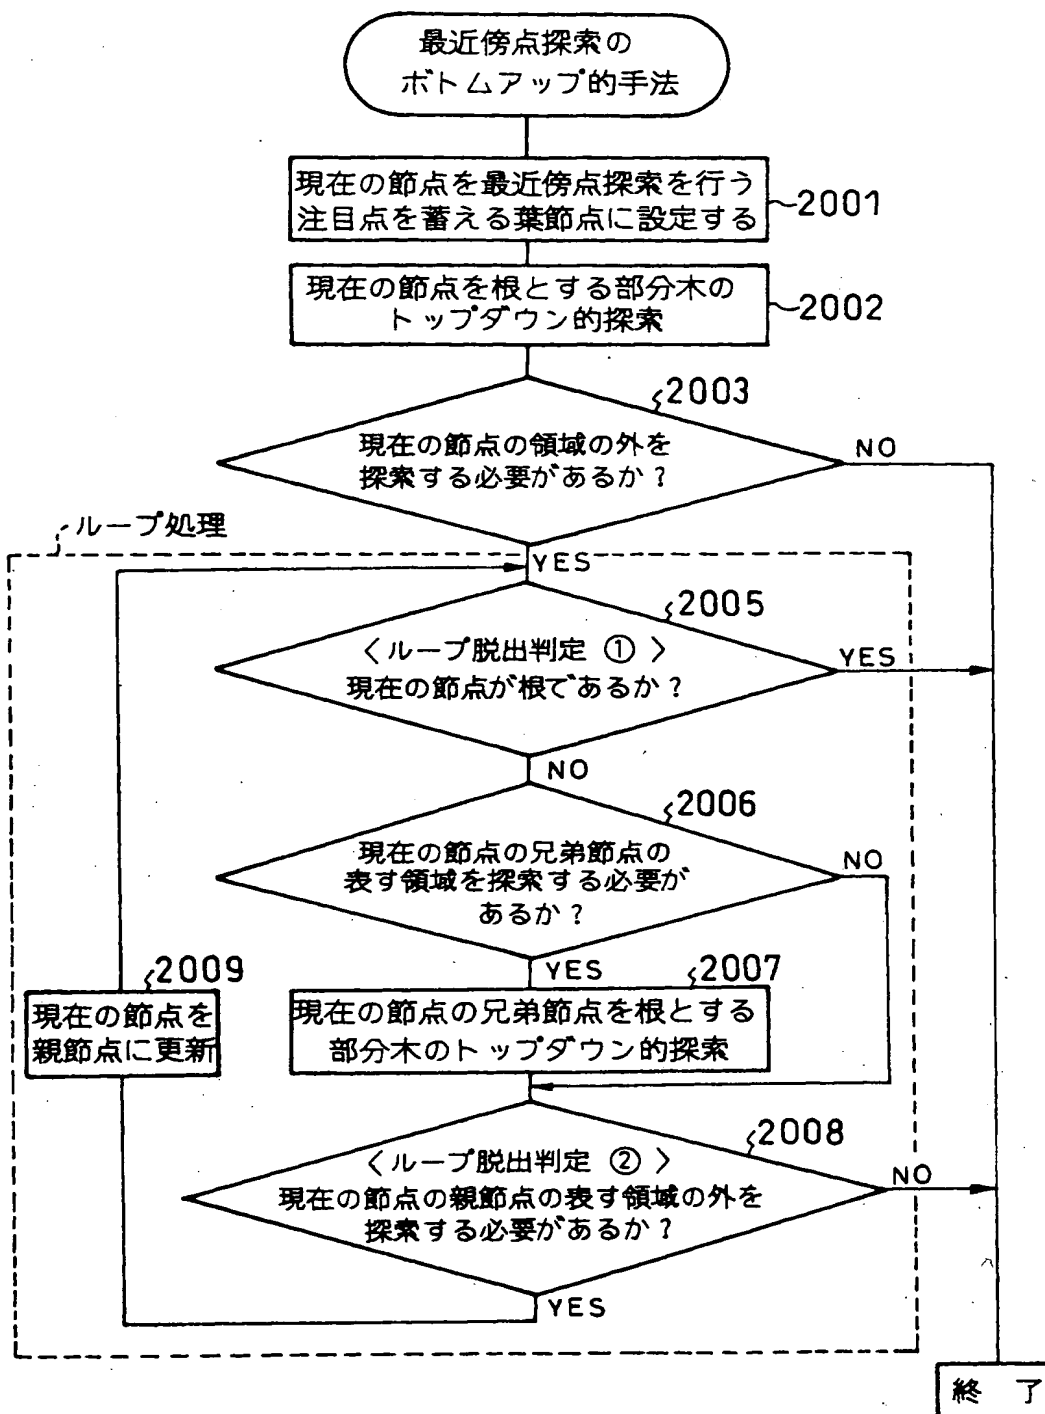 最近傍点探索の
ボトムアップ的手法
現在の節点を最近傍点探索を行う
注目点を蓄える葉節点に設定する
2001
現在の節点を根とする部分木の
トップダウン的探索
2002
2003
現在の節点の領域の外を
探索する必要があるか?
NO
ループ処理
YES
2005
〈ループ脱出判定 ①〉
現在の節点が根であるか?
YES
NO
2006
現在の節点の兄弟節点の
表す領域を探索する必要が
あるか?
NO
YES
2009
現在の節点を
親節点に更新
2007
現在の節点の兄弟節点を根とする
部分木のトップダウン的探索
2008
〈ループ脱出判定 ②〉
現在の節点の親節点の表す領域の外を
探索する必要があるか?
NO
YES
終 了